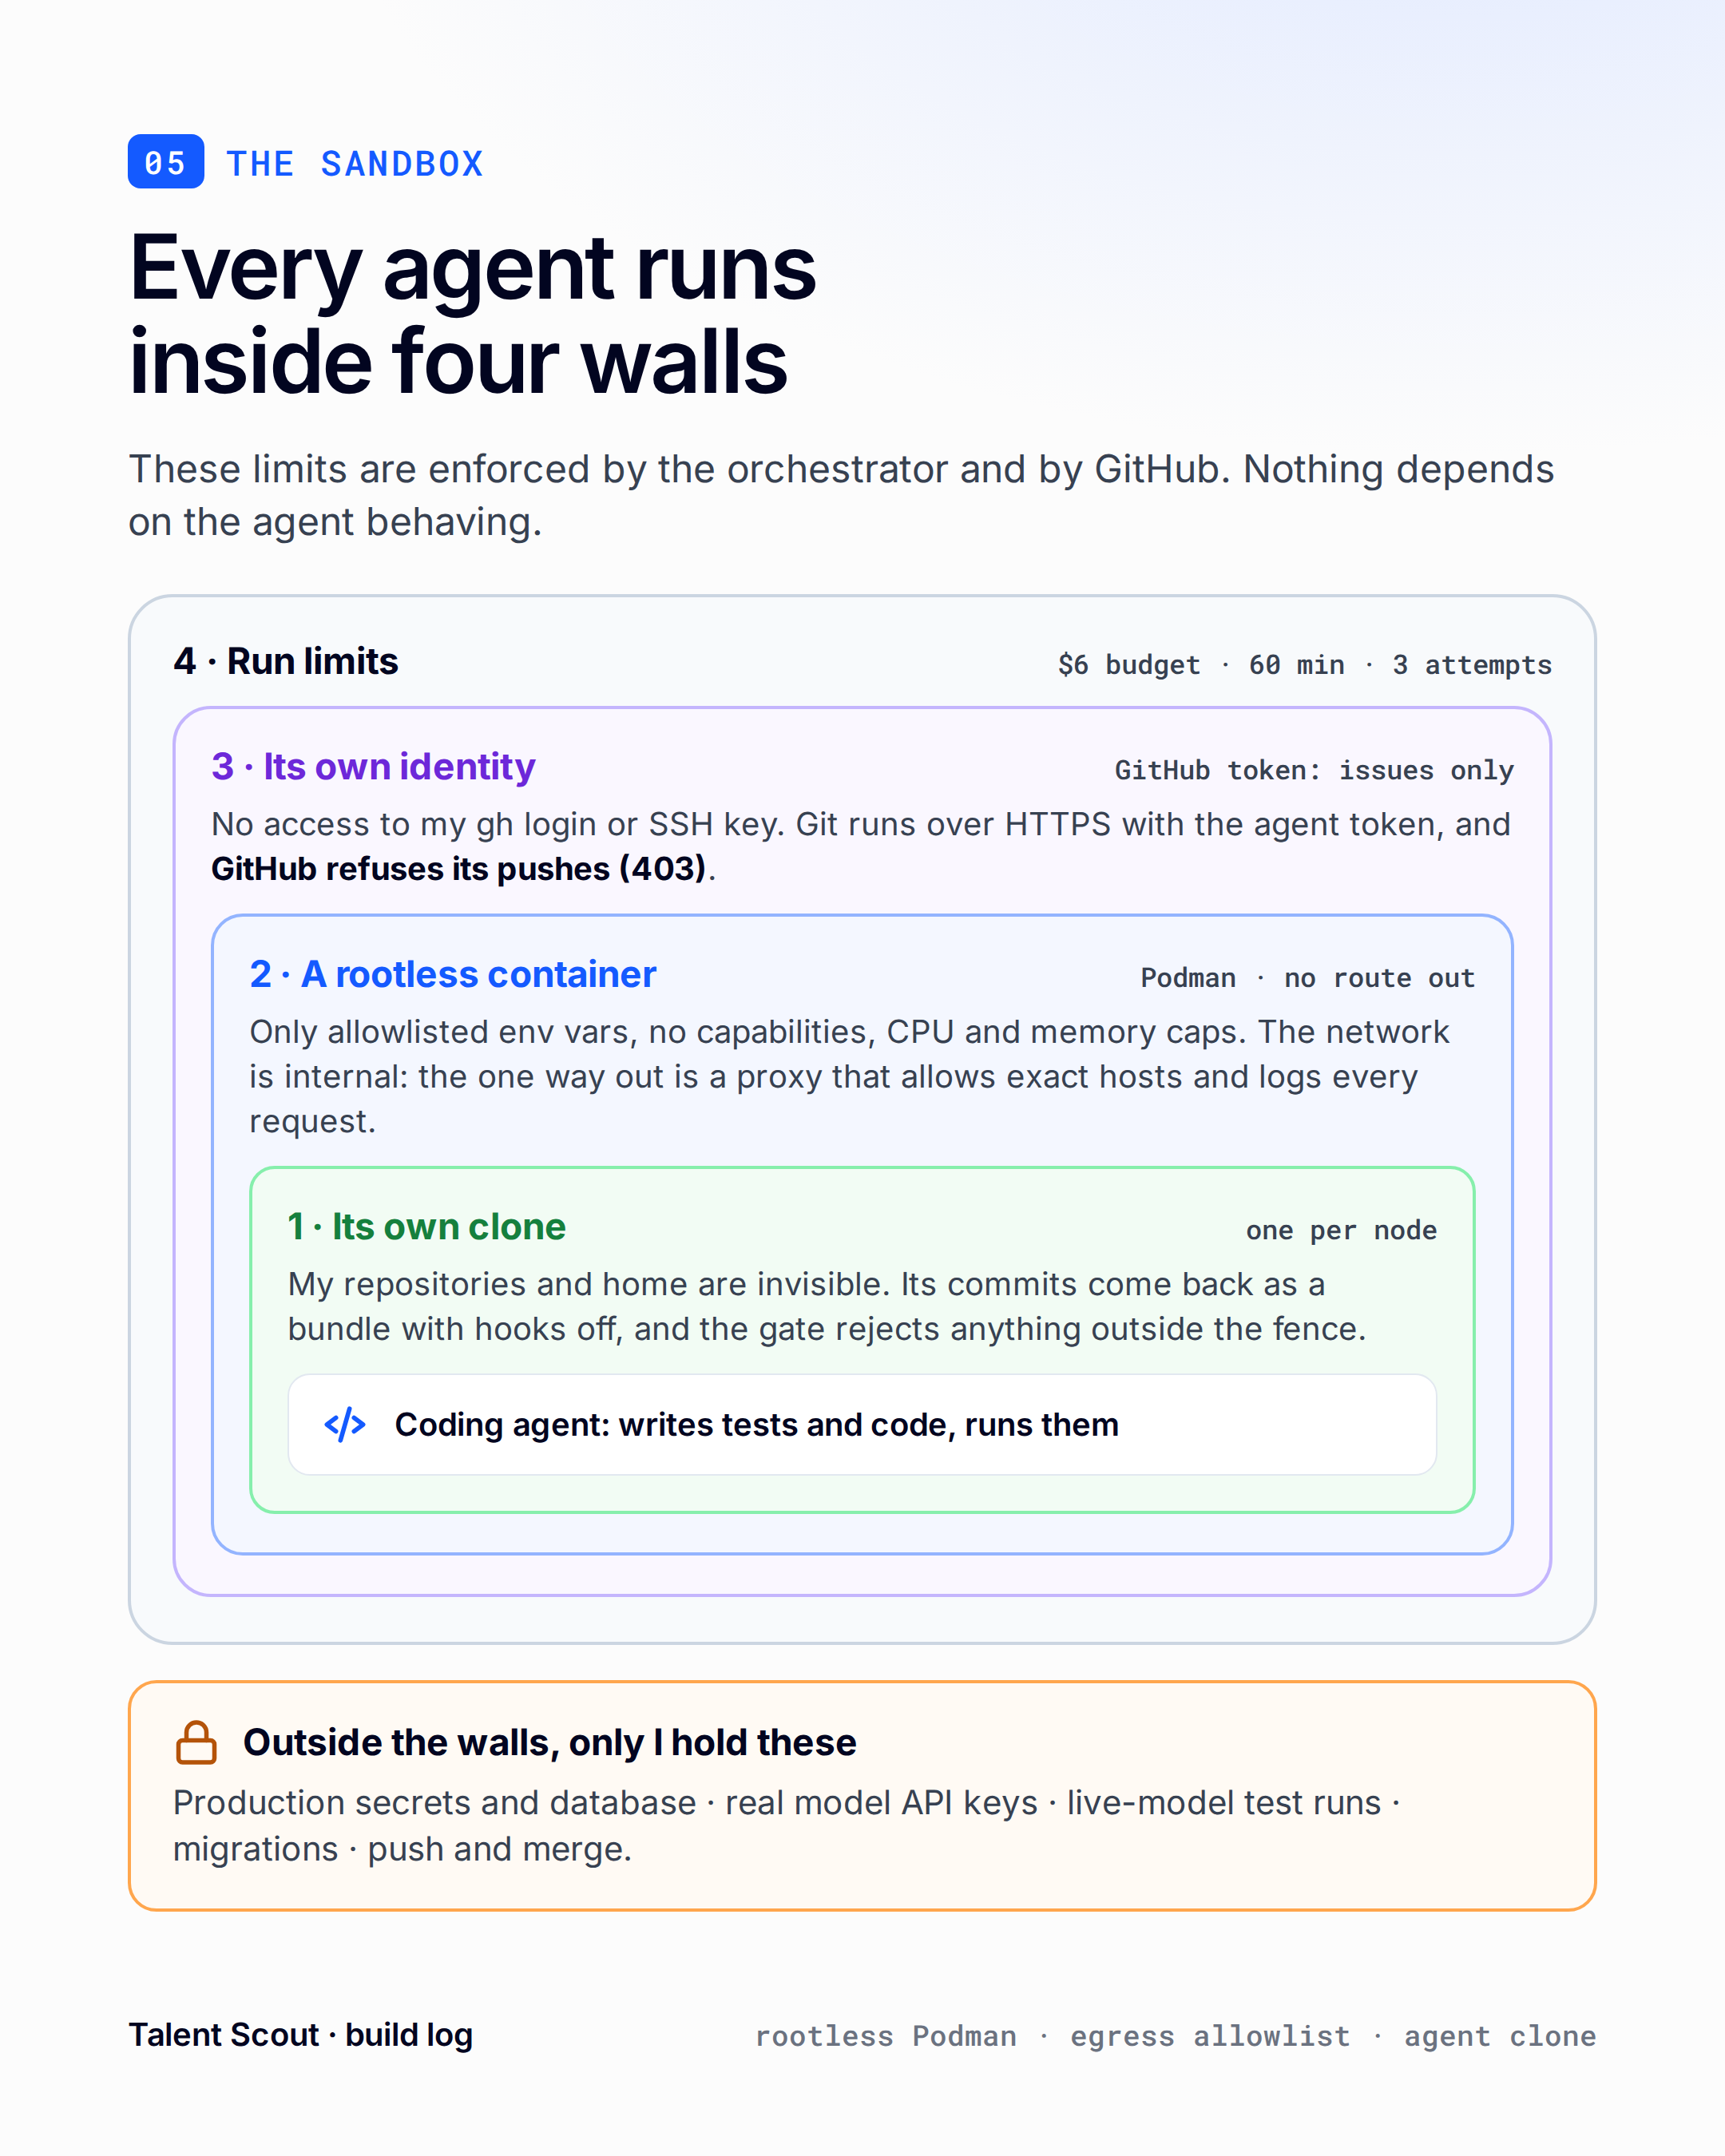 05 THE SANDBOX
Every agent runs
inside four walls
These limits are enforced by the orchestrator and by GitHub. Nothing depends
on the agent behaving.
4 · Run limits $6 budget · 60 min · 3 attempts
3 · Its own identity GitHub token: issues only
No access to my gh login or SSH key. Git runs over HTTPS with the agent token, and
GitHub refuses its pushes (403).
2 · A rootless container Podman · no route out
Only allowlisted env vars, no capabilities, CPU and memory caps. The network
is internal: the one way out is a proxy that allows exact hosts and logs every
request.
1 · Its own clone one per node
My repositories and home are invisible. Its commits come back as a
bundle with hooks off, and the gate rejects anything outside the fence.
</> Coding agent: writes tests and code, runs them
Outside the walls, only I hold these
Production secrets and database · real model API keys · live-model test runs ·
migrations · push and merge.
Talent Scout · build log rootless Podman · egress allowlist · agent clone